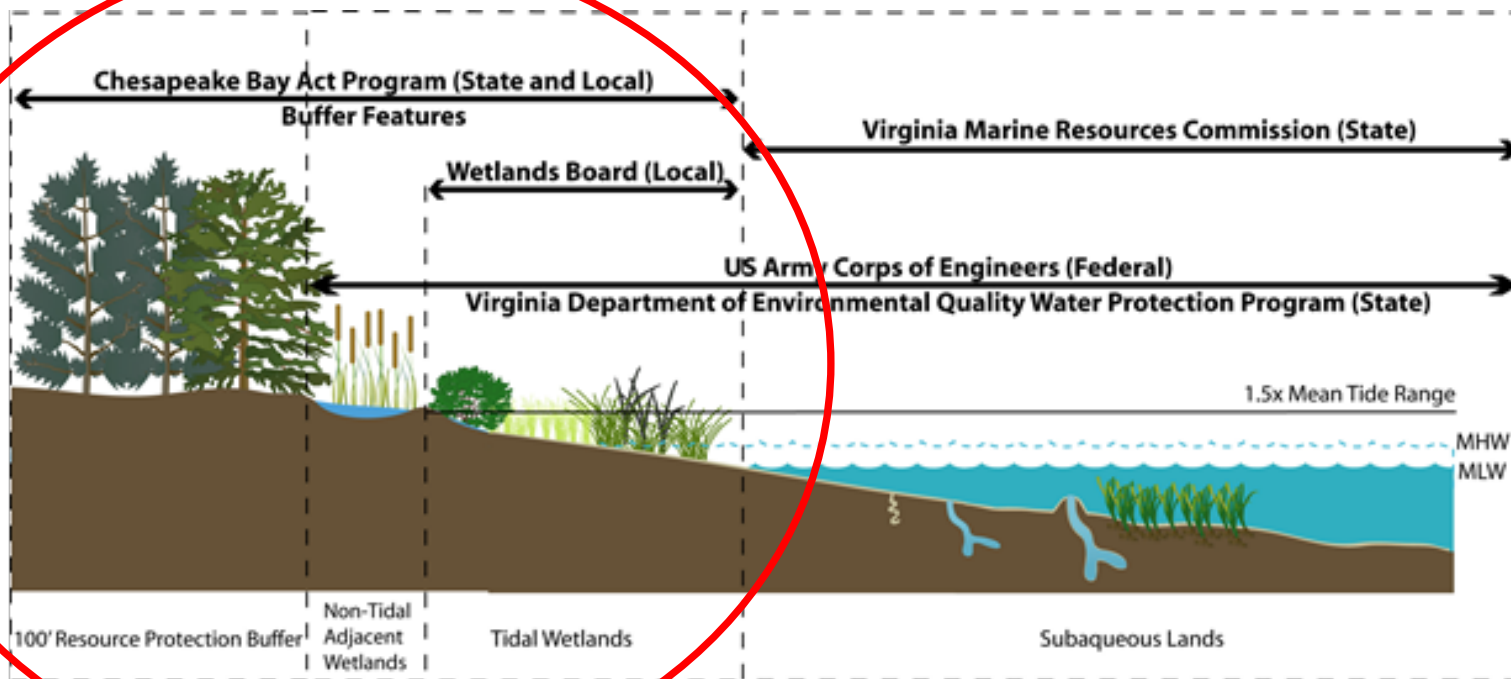 Chesapeake Bay Act Program (State and Local)
Buffer Features
Virginia Marine Resources Commission (State)
Wetlands Board (Local)
US Army Corps of Engineers (Federal)
Virginia Department of Environmental Quality Water Protection Program (State)
1.5x Mean Tide Range
MHW
MLW
100' Resource Protection Buffer
Non-Tidal
Adjacent
Wetlands
Tidal Wetlands
Subaqueous Lands